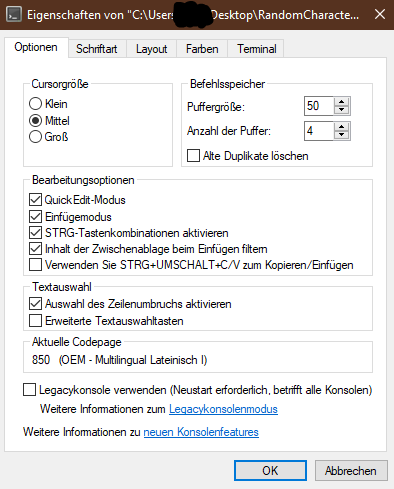 Eigenschaften von "C:\Users Desktop\RandomCharacte...
Optionen Schriftart Layout Farben Terminal
Cursorgröße
Klein
Mittel
Groß
Befehlsspeicher
Puffergröße: 50
Anzahl der Puffer: 4
Alte Duplikate löschen
Bearbeitungsoptionen
QuickEdit-Modus
Einfügemodus
STRG-Tastenkombinationen aktivieren
Inhalt der Zwischenablage beim Einfügen filtern
Verwenden Sie STRG+UMSCHALT+C/V zum Kopieren/Einfügen
Textauswahl
Auswahl des Zeilenumbruchs aktivieren
Erweiterte Textauswahltasten
Aktuelle Codepage
850 (OEM - Multilingual Lateinisch I)
Legacykonsole verwenden (Neustart erforderlich, betrifft alle Konsolen)
Weitere Informationen zum Legacykonsolenmodus
Weitere Informationen zu neuen Konsolenfeatures
OK Abbrechen